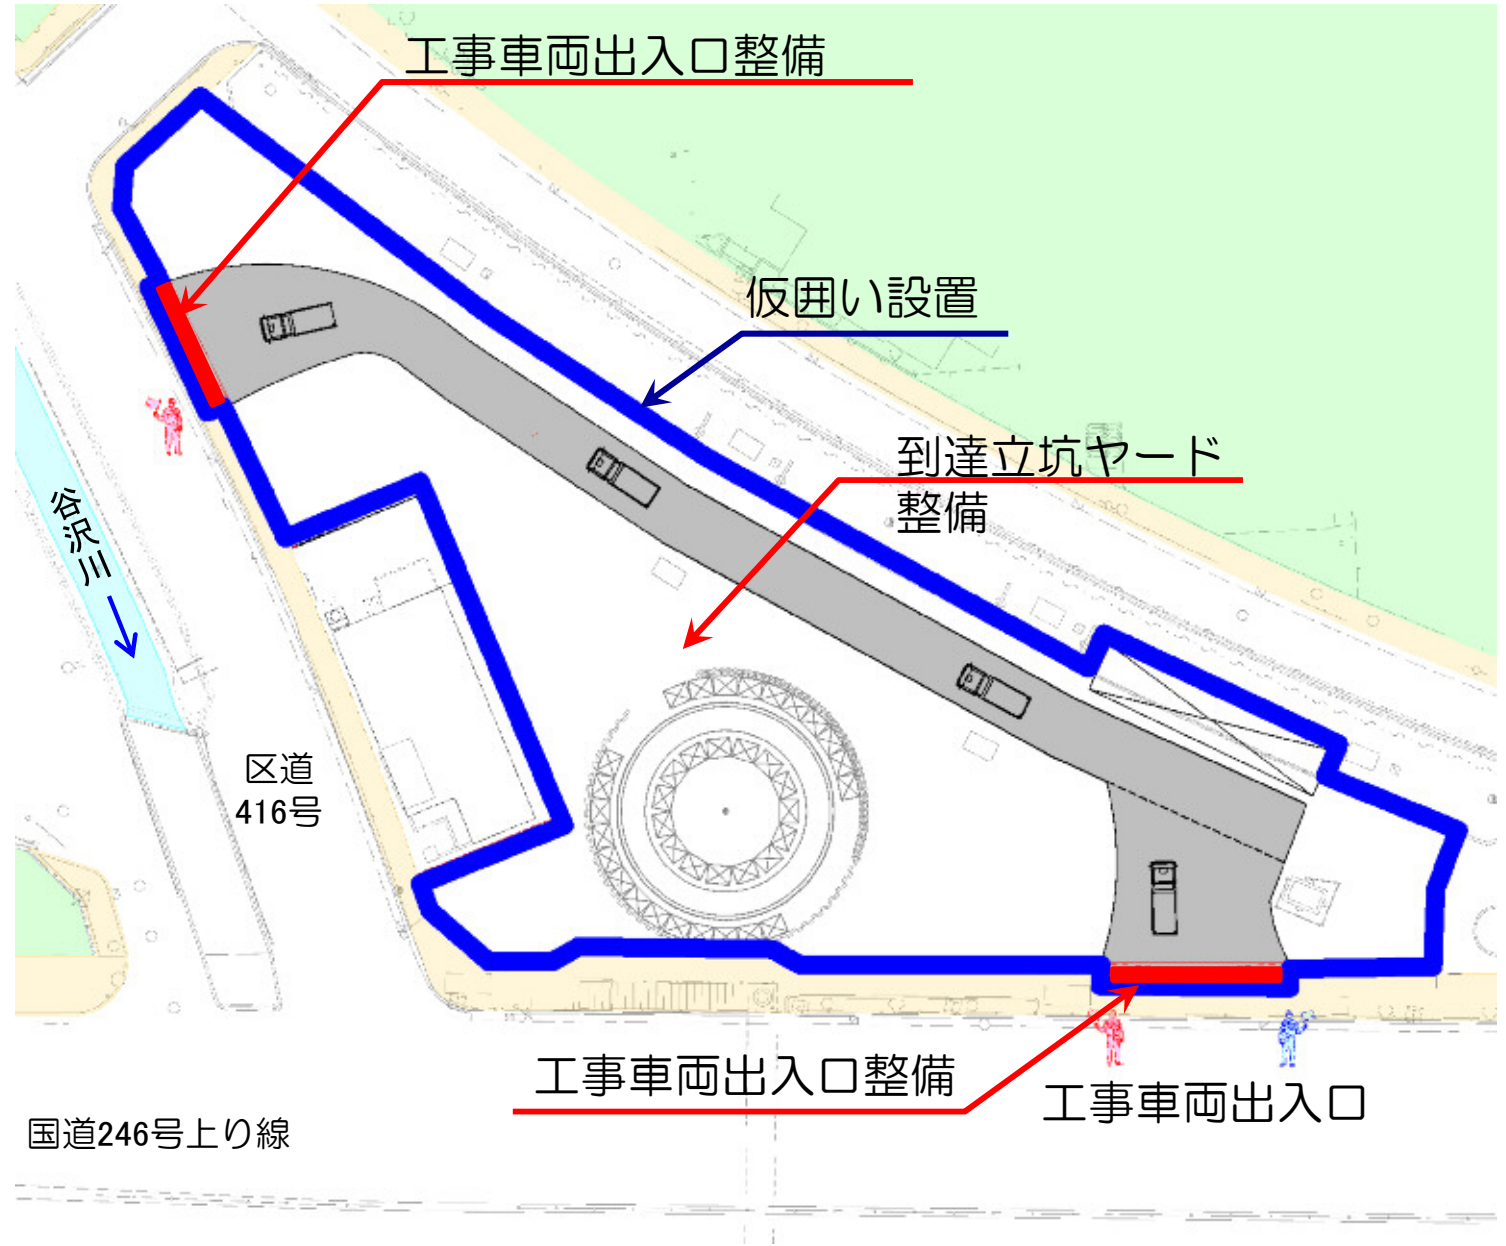 工事車両出入口整備
仮囲い設置
到達立坑ヤード
整備
谷沢川
区道
416号
工事車両出入口整備
工事車両出入口
国道246号上り線